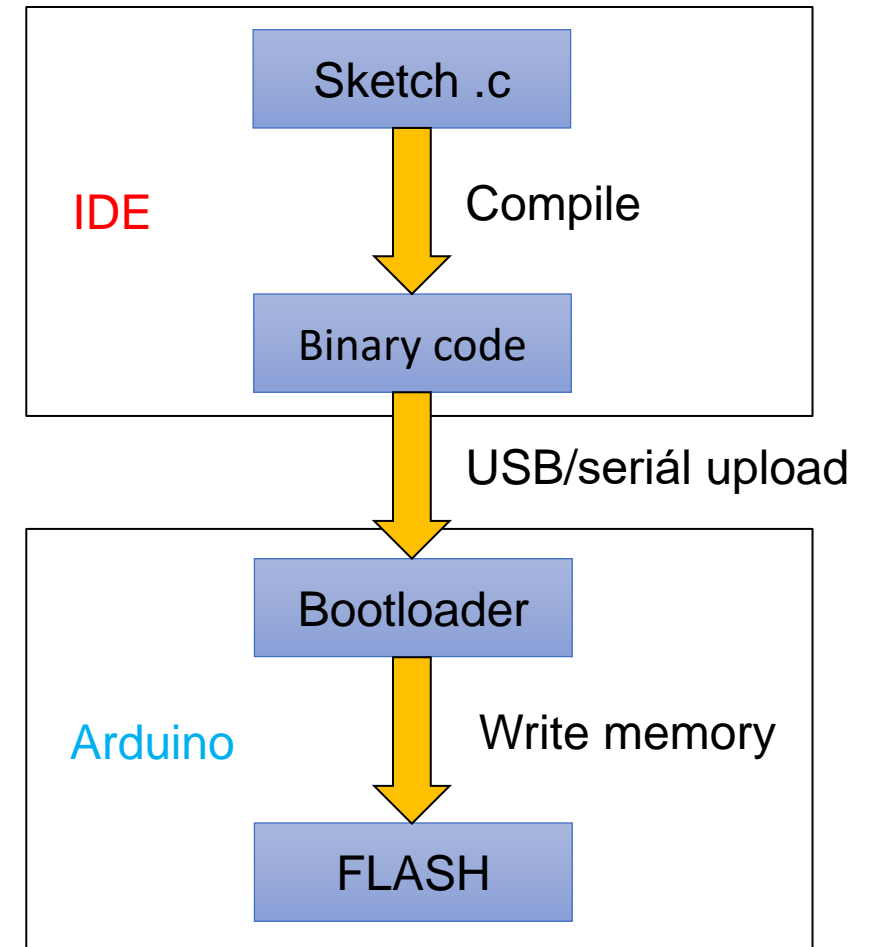 Sketch .c
IDE
Compile
Binary code
USB/seriál upload
Bootloader
Arduino
Write memory
FLASH